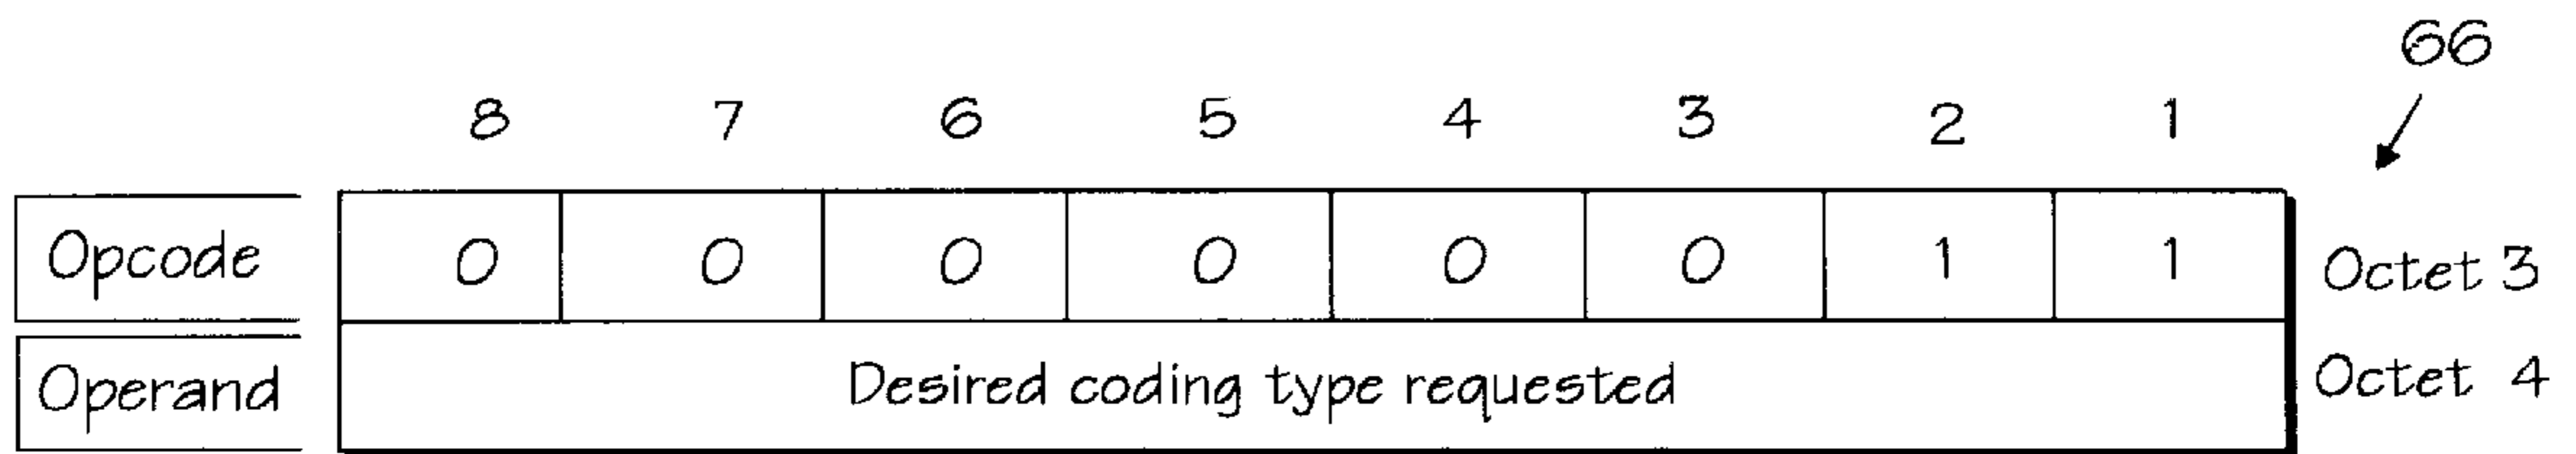 66
8 7 6 5 4 3 2 1
Opcode 0 0 0 0 0 0 1 1 Octet 3
Operand Desired coding type requested Octet 4